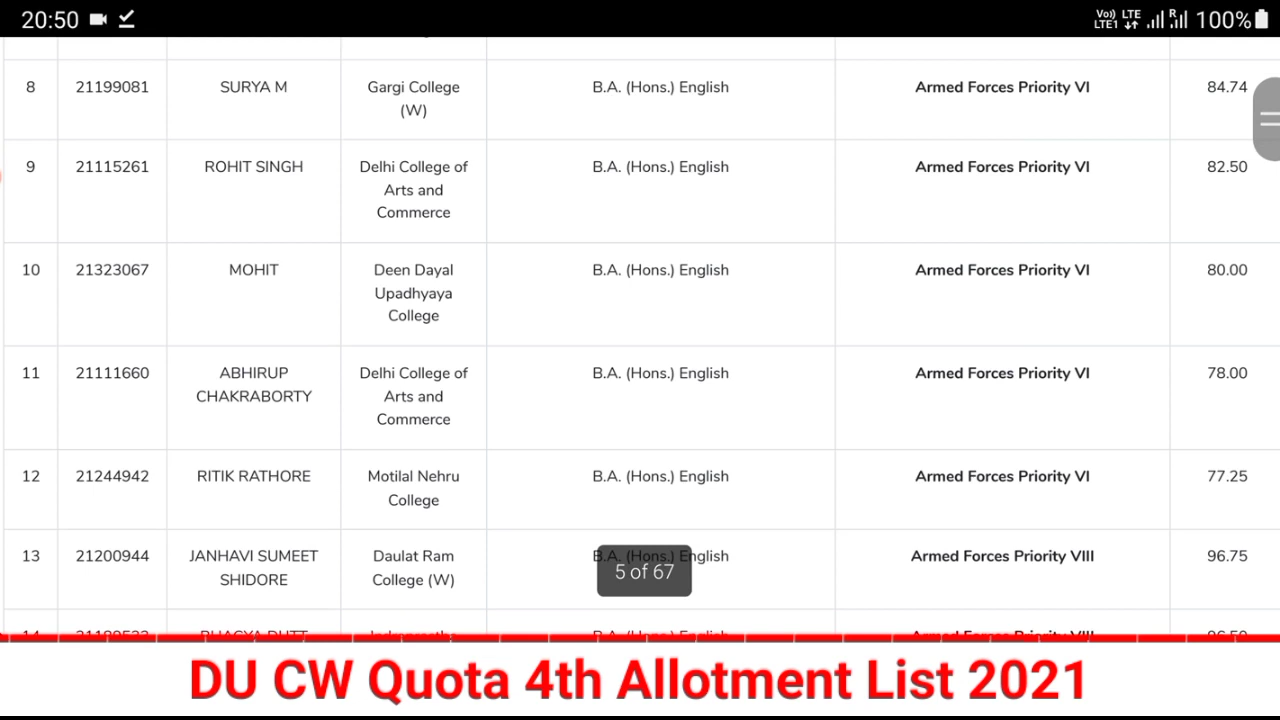 20:50
Vo)) LTE LTE1 R 100%
8 21199081 SURYA M Gargi College B.A. (Hons.) English Armed Forces Priority VI 84.74
(W)
9 21115261 ROHIT SINGH Delhi College of B.A. (Hons.) English Armed Forces Priority VI 82.50
Arts and
Commerce
10 21323067 MOHIT Deen Dayal B.A. (Hons.) English Armed Forces Priority VI 80.00
Upadhyaya
College
11 21111660 ABHIRUP Delhi College of B.A. (Hons.) English Armed Forces Priority VI 78.00
CHAKRABORTY Arts and
Commerce
12 21244942 RITIK RATHORE Motilal Nehru B.A. (Hons.) English Armed Forces Priority VI 77.25
College
13 21200944 JANHAVI SUMEET Daulat Ram B.A. (Hons.) English Armed Forces Priority VIII 96.75
SHIDORE College (W)
5 of 67
DU CW Quota 4th Allotment List 2021